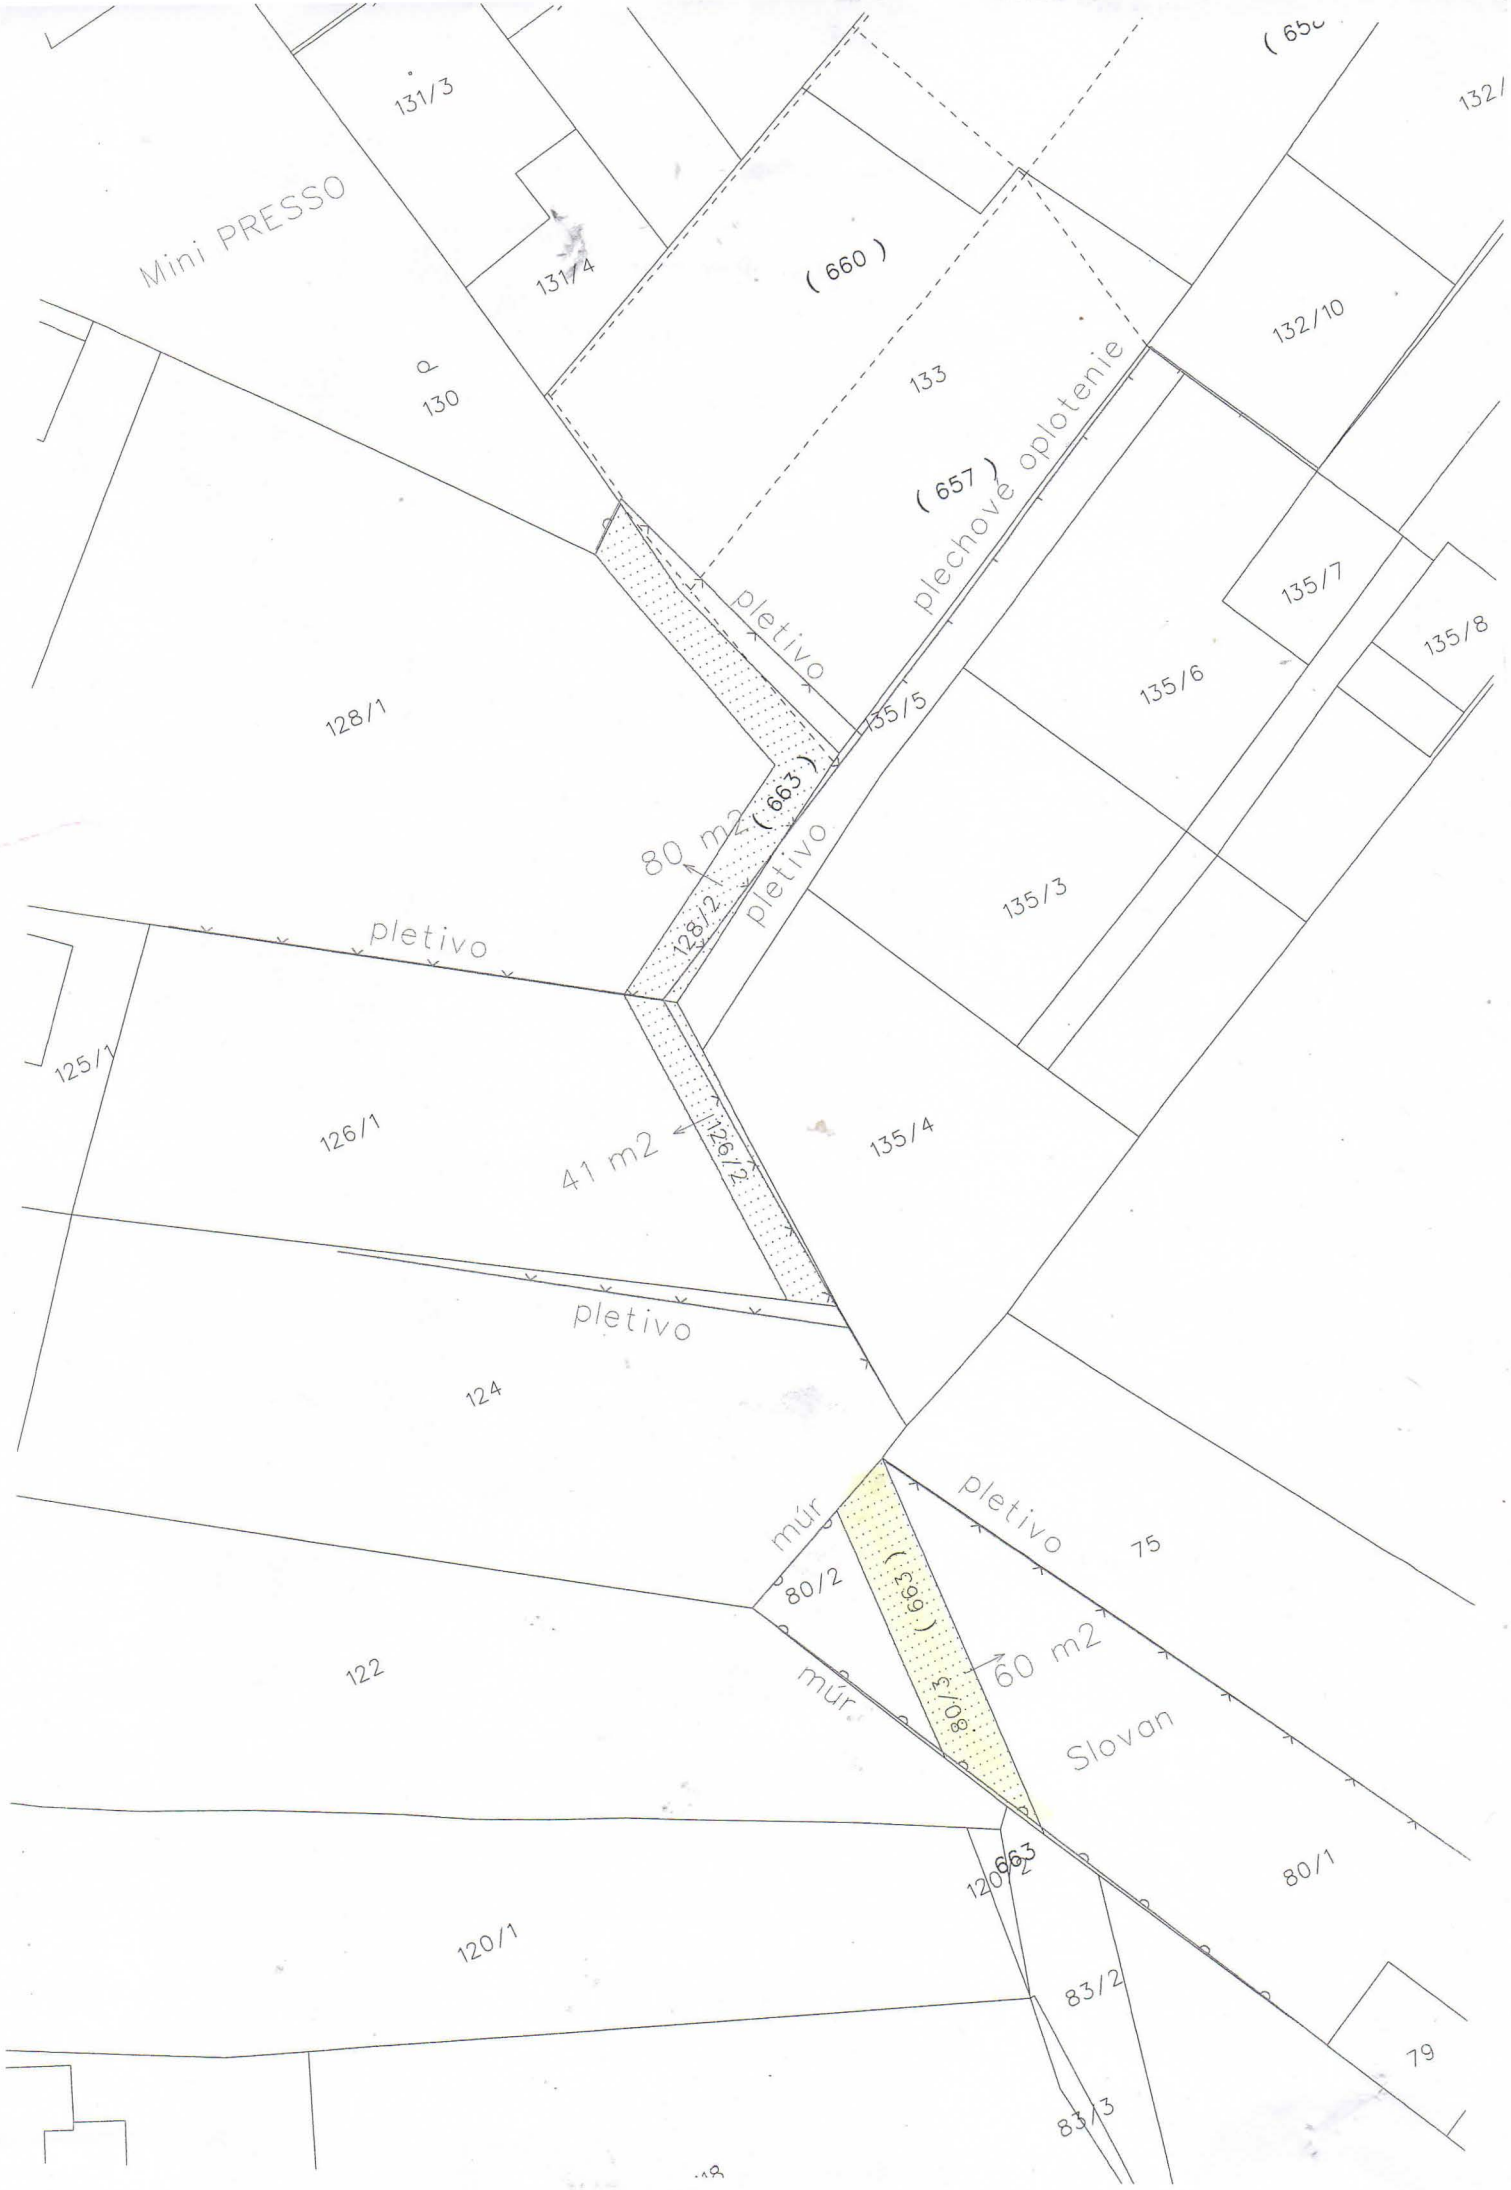 131/3
132/
Mini PRESSO
131/4
( 660 )
132/10
P
130
133
( 657 )
plechové oplotenie
135/7
pletivo
135/8
135/6
128/1
135/5
( 663 )
80 m2
pletivo
135/3
128/2
pletivo
125/1
126/1
135/4
126/2
41 m2
pletivo
124
pletivo
múr
75
80/2
( 663 )
60 m2
122
múr
80/3
Slovan
663
120/2
80/1
120/1
83/2
79
83/3